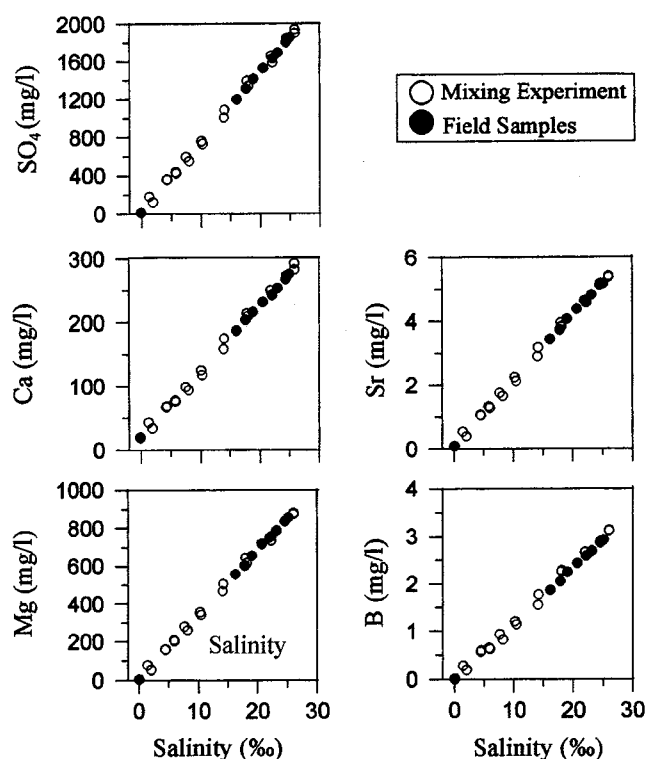 2000
1600
1200
800
400
0
SO₄ (mg/l)
Mixing Experiment
Field Samples
300
200
100
0
Ca (mg/l)
6
4
2
0
Sr (mg/l)
1000
800
600
400
200
0
Mg (mg/l)
Salinity
0 10 20 30
Salinity (‰)
4
3
2
1
0
B (mg/l)
0 10 20 30
Salinity (‰)